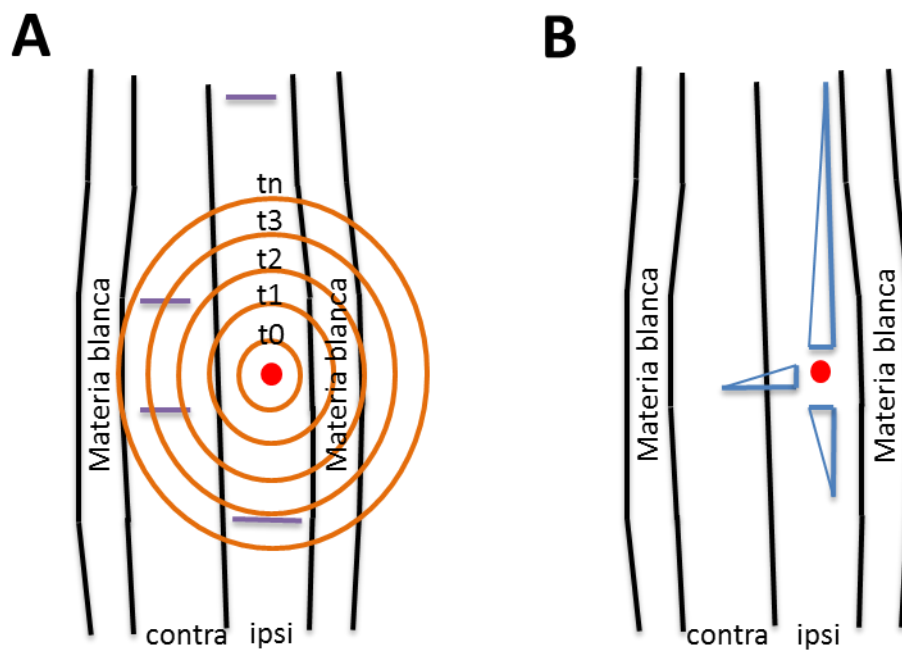 A
tn
t3
t2
t1
t0
Materia blanca
Materia blanca
contra ipsi
B
Materia blanca
Materia blanca
contra ipsi